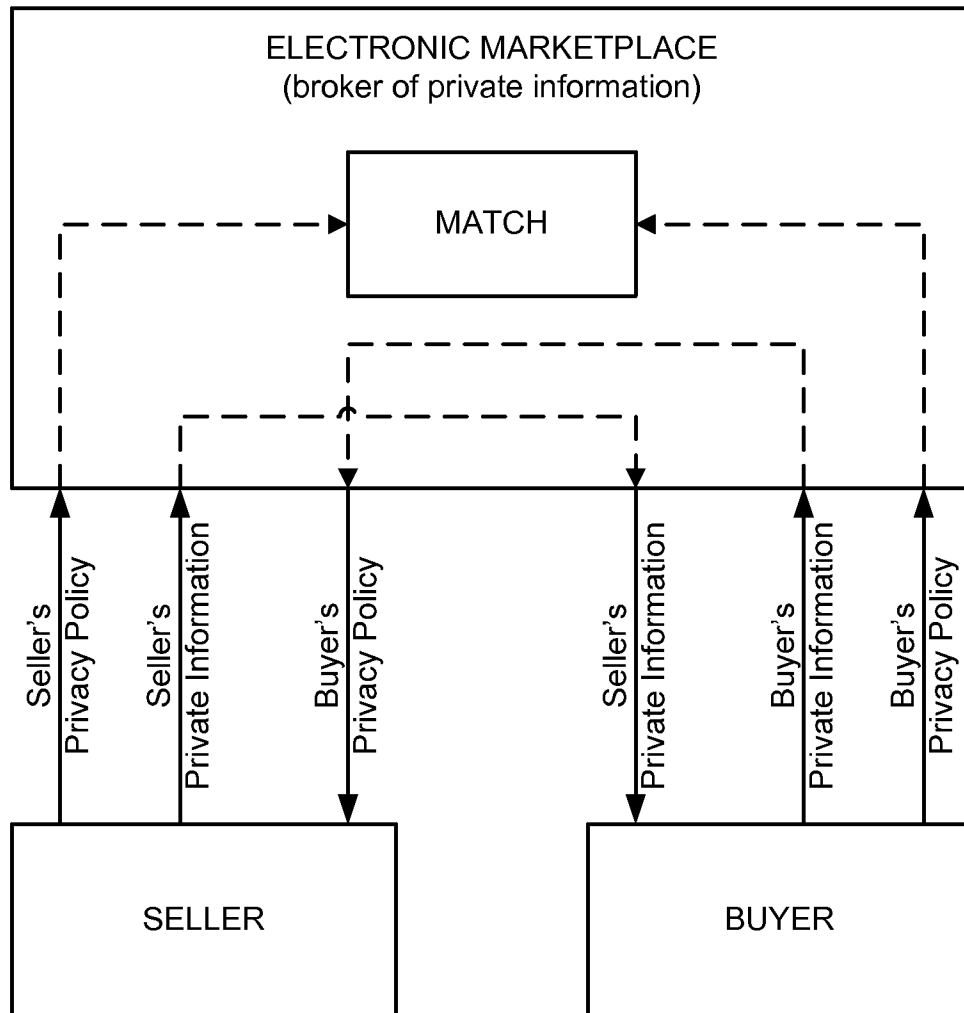 ELECTRONIC MARKETPLACE
(broker of private information)
MATCH
Seller's
Privacy Policy
Seller's
Private Information
Buyer's
Privacy Policy
Seller's
Private Information
Buyer's
Private Information
Buyer's
Privacy Policy
SELLER
BUYER